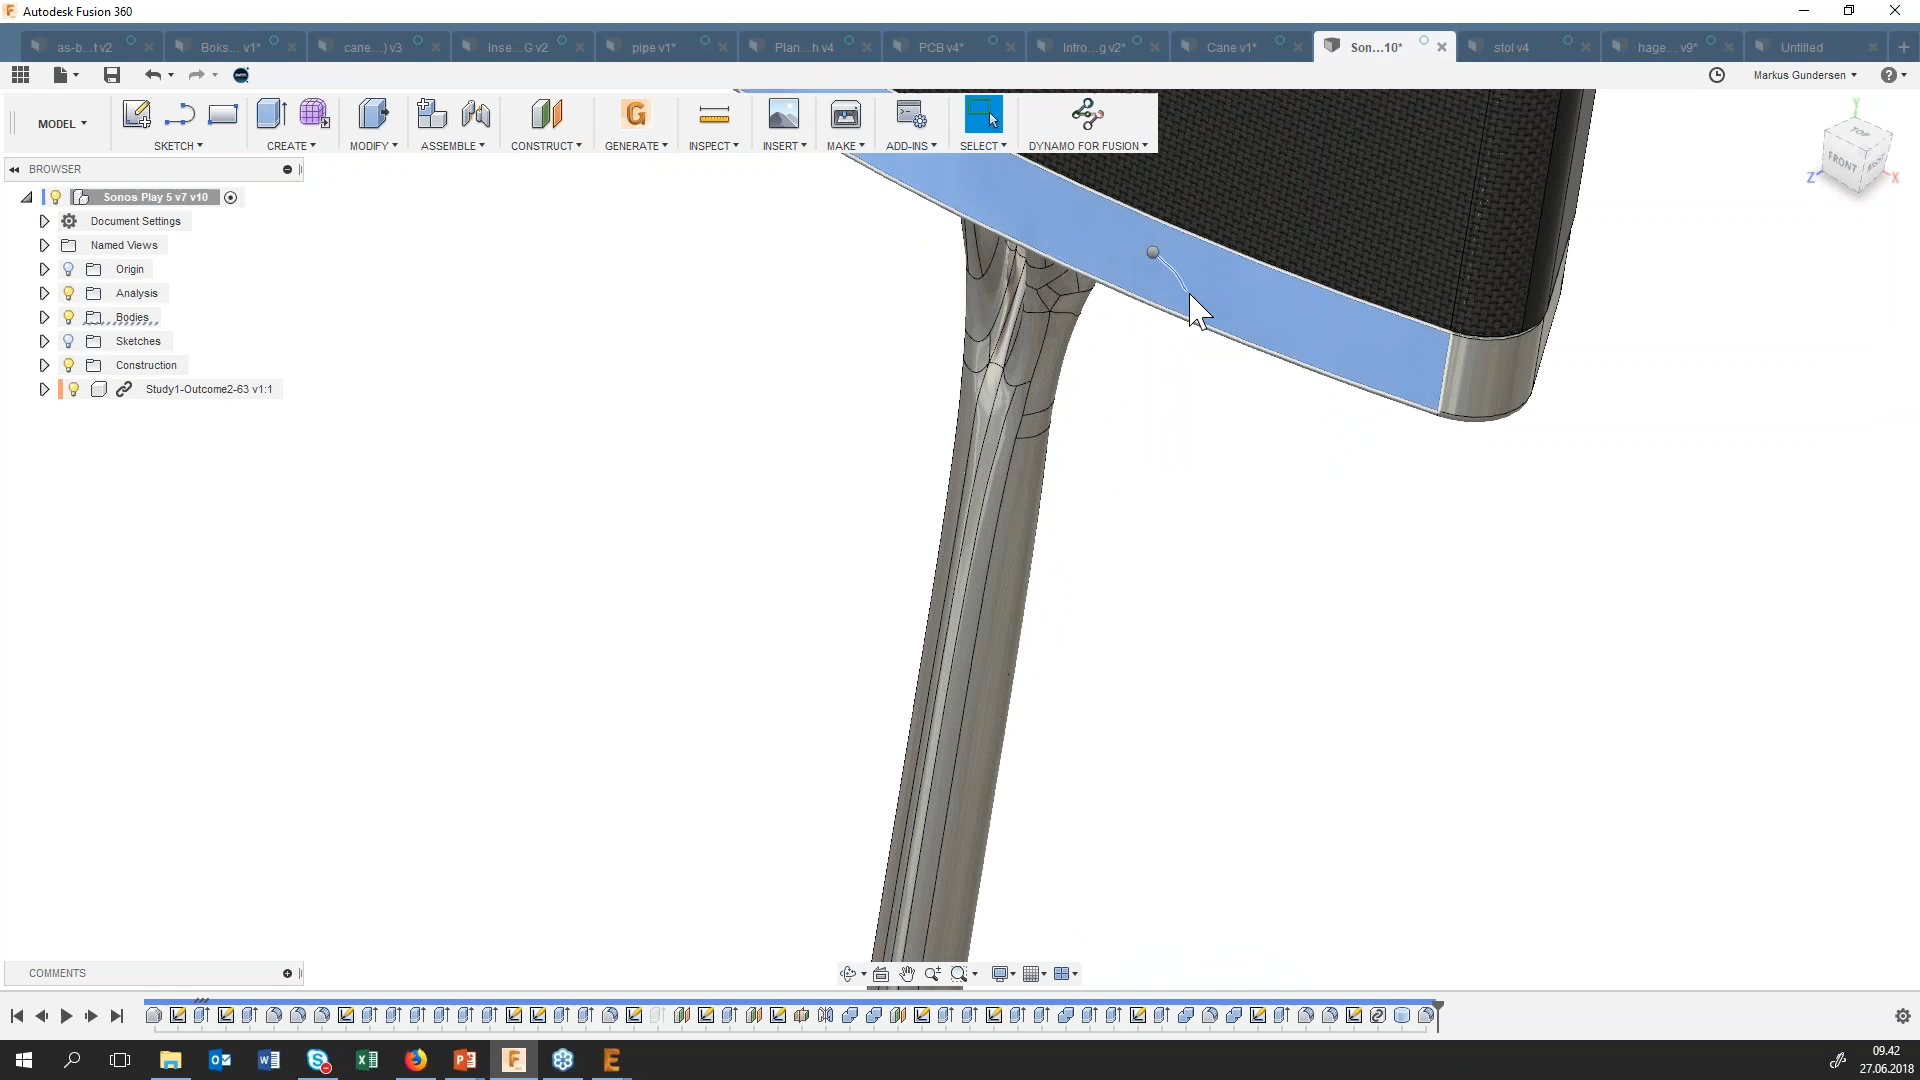 Autodesk Fusion 360
as-b...t v2
Boks... v1*
cane...) v3
Inse...G v2
pipe v1*
Plan...h v4
PCB v4*
Intro...g v2*
Cane v1*
Son...10*
stol v4
hage... v9*
Untitled
Markus Gundersen
MODEL
SKETCH
CREATE
MODIFY
ASSEMBLE
CONSTRUCT
GENERATE
INSPECT
INSERT
MAKE
ADD-INS
SELECT
DYNAMO FOR FUSION
BROWSER
Sonos Play 5 v7 v10
Document Settings
Named Views
Origin
Analysis
Bodies
Sketches
Construction
Study1-Outcome2-63 v1:1
Y
TOP
FRONT
RIGHT
Z
X
COMMENTS
09.42
27.06.2018